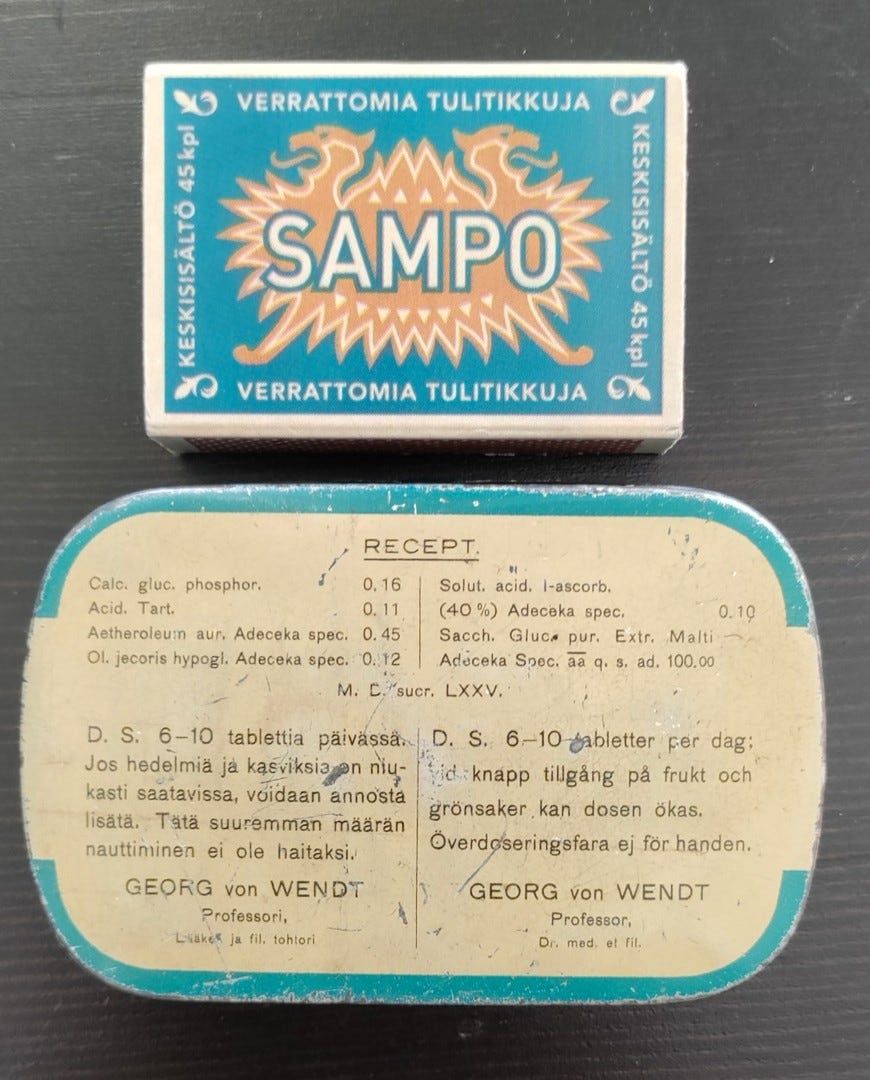 VERRATTOMIA TULITIKKUJA
KESKISISÄLTÖ 45 kpl
SAMPO
KESKISISÄLTÖ 45 kpl
VERRATTOMIA TULITIKKUJA
RECEPT.
Calc. gluc. phosphor. 0.16
Acid. Tart. 0.11
Aetheroleum aur. Adeceka spec. 0.45
Ol. jecoris hypogl. Adeceka spec. 0.12
Solut. acid. l-ascorb.
(40 %) Adeceka spec. 0.10
Sacch. Gluc. pur. Extr. Malti
Adeceka Spec. āā q. s. ad. 100.00
M. D. sucr. LXXV.
D. S. 6–10 tablettia päivässä.
Jos hedelmiä ja kasviksia on niu-
kasti saatavissa, voidaan annosta
lisätä. Tätä suuremman määrän
nauttiminen ei ole haitaksi.
GEORG von WENDT
Professori,
Lääket. ja fil. tohtori
D. S. 6–10 tabletter per dag;
vid knapp tillgång på frukt och
grönsaker kan dosen ökas.
Överdoseringsfara ej för handen.
GEORG von WENDT
Professor,
Dr. med. et fil.